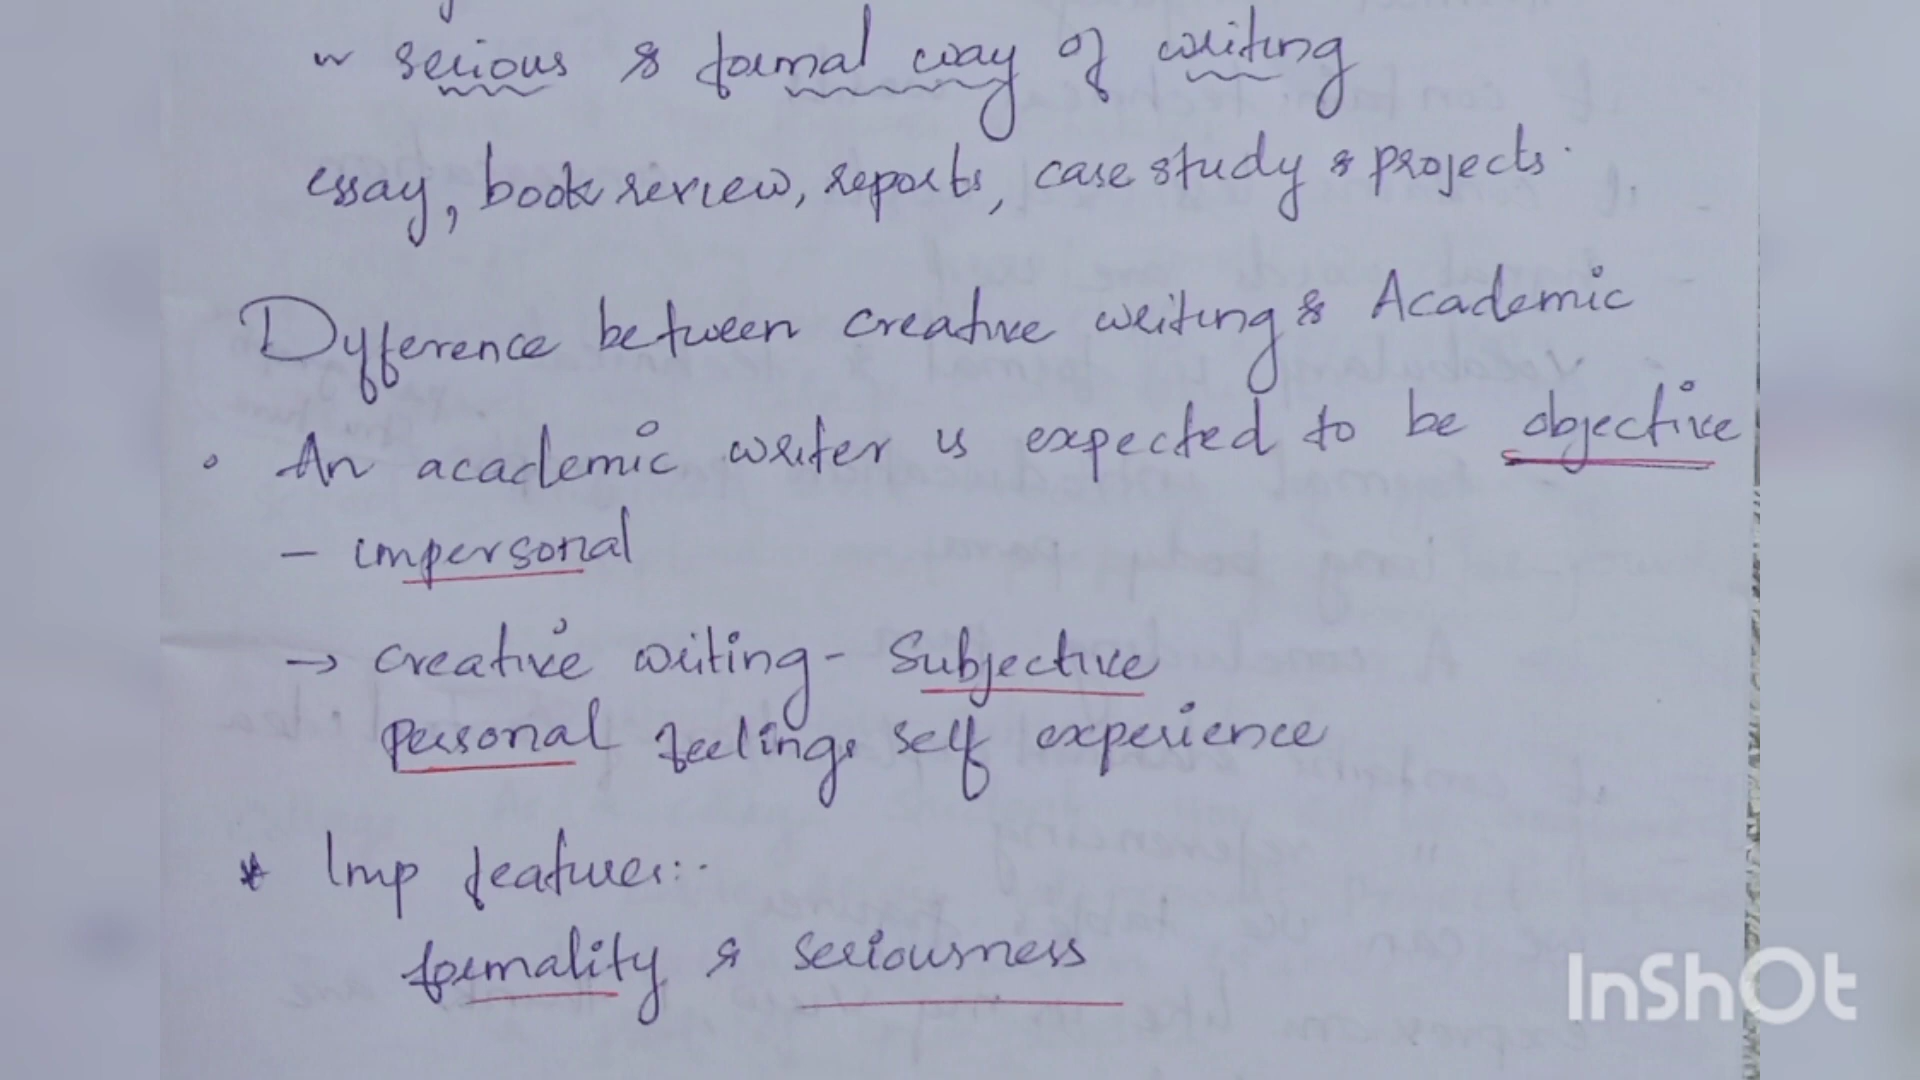 serious & formal way of writing
essay, book review, reports, case study & projects.
Difference between creative writing & Academic
• An academic writer is expected to be objective
- impersonal
→ creative writing - Subjective
personal feelings self experience
* Imp features:-
formality & seriousness
InShOt